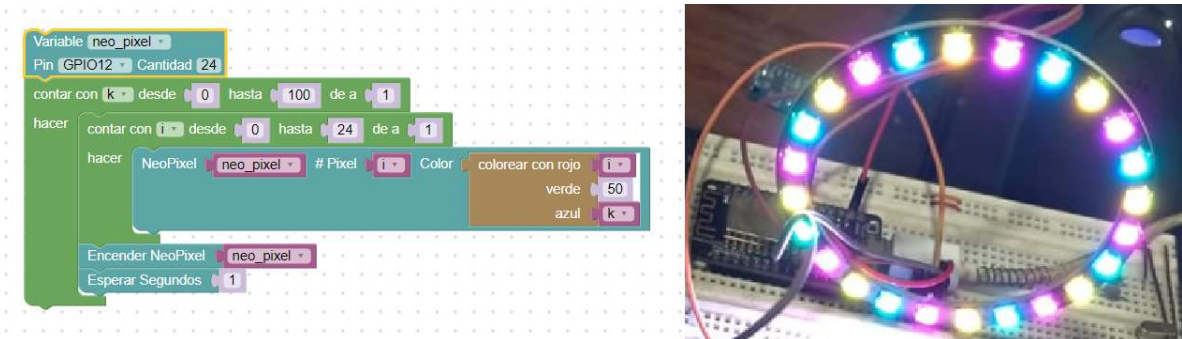 Variable neo_pixel
Pin GPIO12 Cantidad 24
contar con k desde 0 hasta 100 de a 1
hacer contar con i desde 0 hasta 24 de a 1
hacer NeoPixel neo_pixel # Pixel i Color colorear con rojo i
verde 50
azul k
Encender NeoPixel neo_pixel
Esperar Segundos 1